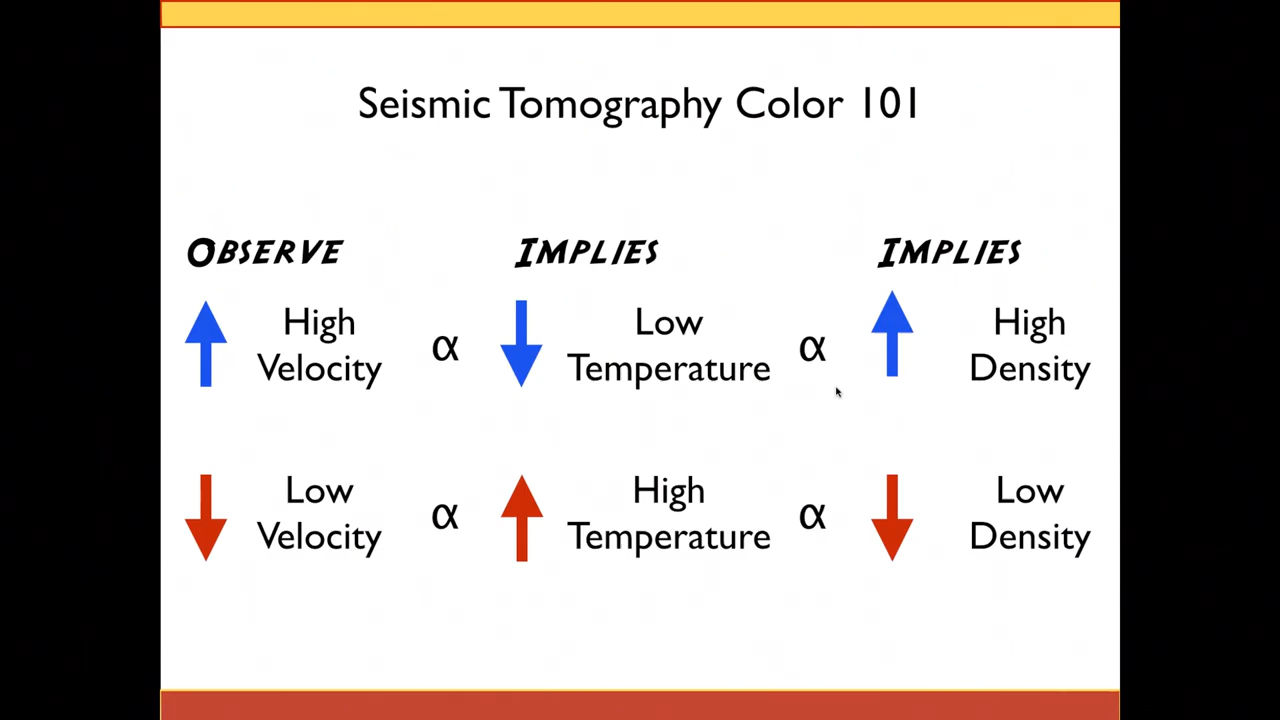 Seismic Tomography Color 101
OBSERVE IMPLIES IMPLIES
High Low High
Velocity α Temperature α Density
Low High Low
Velocity α Temperature α Density